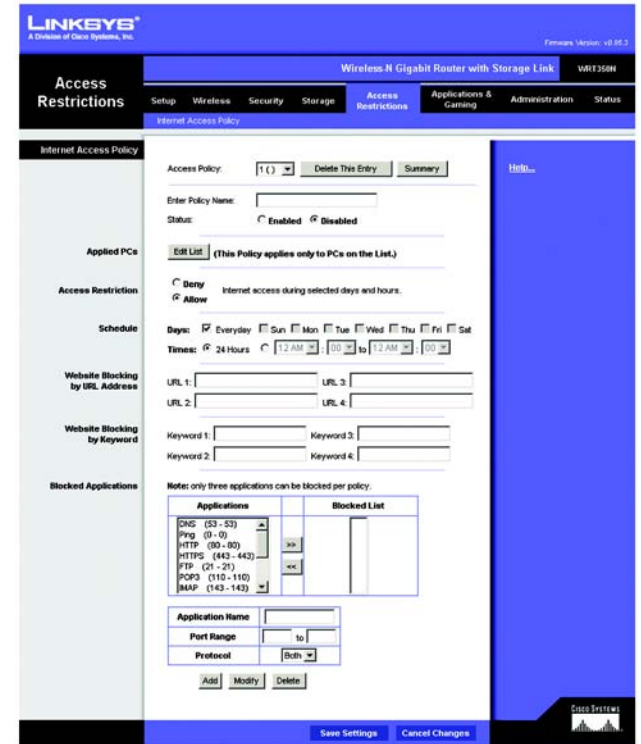 LINKSYS®
A Division of Cisco Systems, Inc.
Firmware Version: v0.05.3
Wireless-N Gigabit Router with Storage Link WRT350N
Access Restrictions
Setup Wireless Security Storage Access Restrictions Applications & Gaming Administration Status
Internet Access Policy
Internet Access Policy
Access Policy: 1 ( ) Delete This Entry Summary
Help...
Enter Policy Name:
Status: Enabled Disabled
Applied PCs
Edit List (This Policy applies only to PCs on the List.)
Access Restriction
Deny
Allow
Internet access during selected days and hours.
Schedule
Days: Everyday Sun Mon Tue Wed Thu Fri Sat
Times: 24 Hours 12 AM : 00 to 12 AM : 00
Website Blocking by URL Address
URL 1: URL 3:
URL 2: URL 4:
Website Blocking by Keyword
Keyword 1: Keyword 3:
Keyword 2: Keyword 4:
Blocked Applications
Note: only three applications can be blocked per policy.
Applications Blocked List
DNS (53 - 53)
Ping (0 - 0)
HTTP (80 - 80)
HTTPS (443 - 443)
FTP (21 - 21)
POP3 (110 - 110)
IMAP (143 - 143)
>>
<<
Application Name
Port Range to
Protocol Both
Add Modify Delete
Cisco Systems
Save Settings Cancel Changes